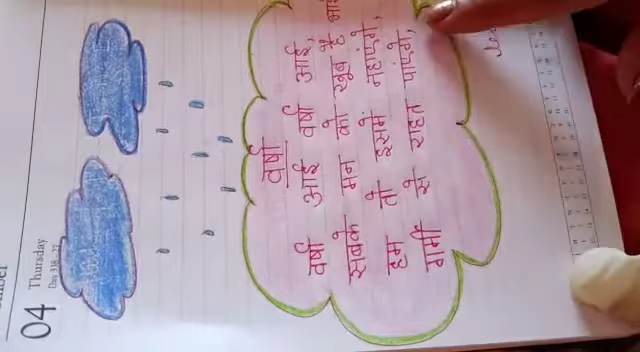 04 Thursday
वर्षा
वर्षा आई वर्षा आई,
सबके मन को खूब है
हम तो इसमें नहाएंगे,
गर्मी से राहत पाएंगे,